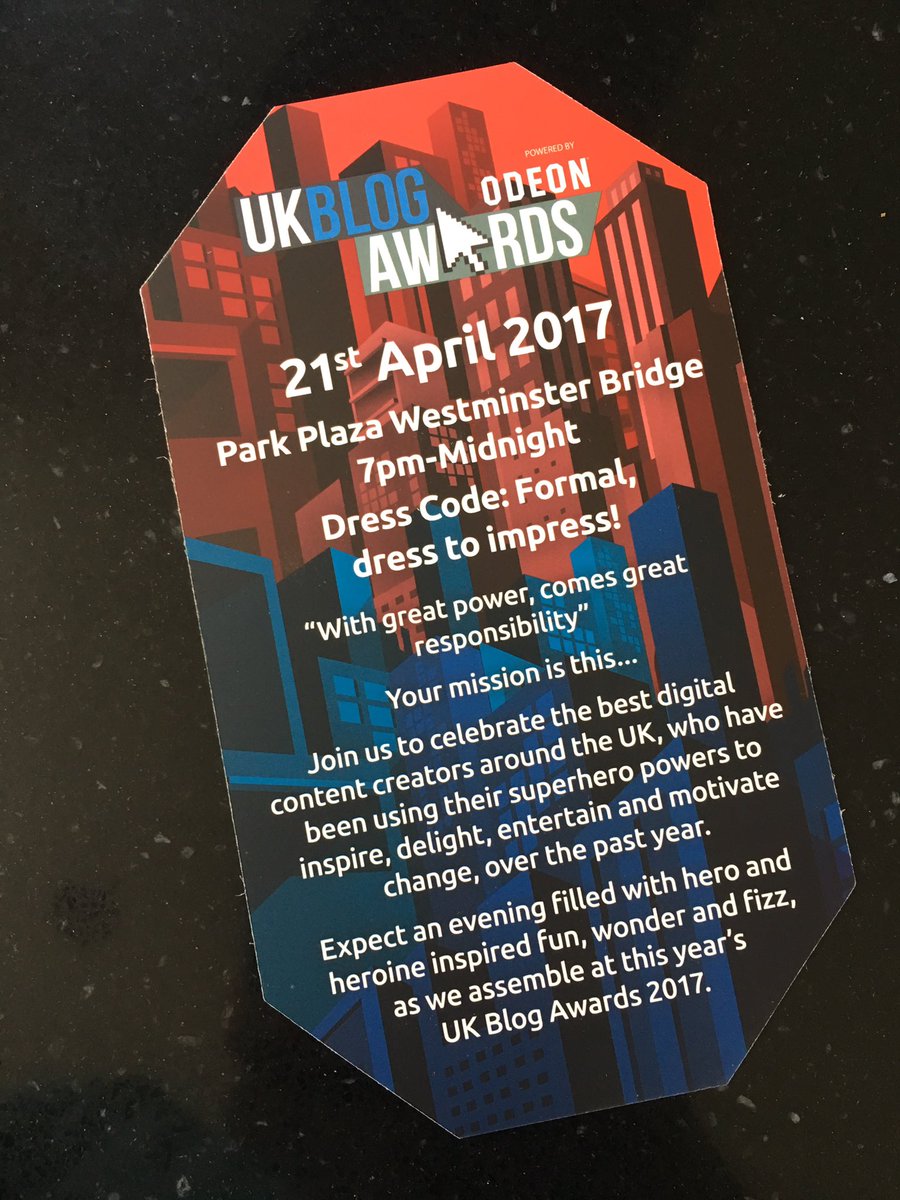 POWERED BY
ODEON
UKBLOG
AWARDS
21st April 2017
Park Plaza Westminster Bridge
7pm-Midnight
Dress Code: Formal,
dress to impress!
“With great power, comes great
responsibility”
Your mission is this...
Join us to celebrate the best digital
content creators around the UK, who have
been using their superhero powers to
inspire, delight, entertain and motivate
change, over the past year.
Expect an evening filled with hero and
heroine inspired fun, wonder and fizz,
as we assemble at this year’s
UK Blog Awards 2017.